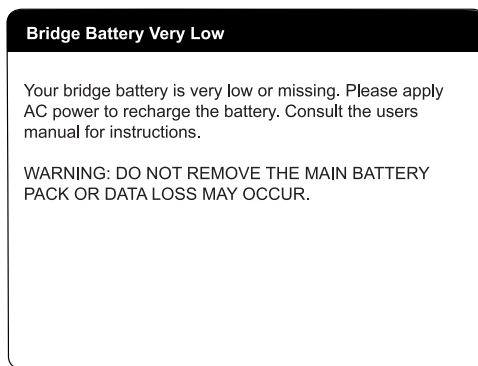 Bridge Battery Very Low
Your bridge battery is very low or missing. Please apply
AC power to recharge the battery. Consult the users
manual for instructions.
WARNING: DO NOT REMOVE THE MAIN BATTERY
PACK OR DATA LOSS MAY OCCUR.